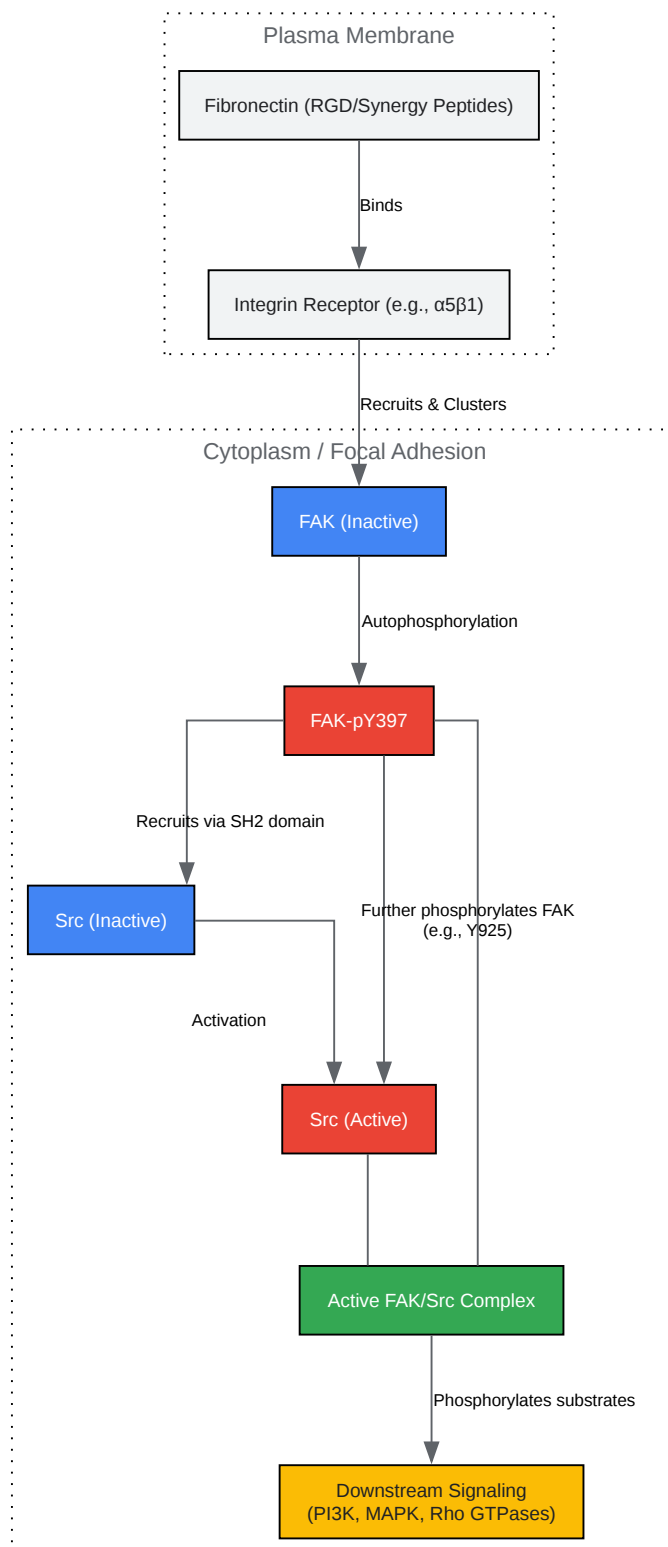 Plasma Membrane
Fibronectin (RGD/Synergy Peptides)
Binds
Integrin Receptor (e.g., α5β1)
Recruits & Clusters
Cytoplasm / Focal Adhesion
FAK (Inactive)
Autophosphorylation
FAK-pY397
Recruits via SH2 domain
Src (Inactive)
Further phosphorylates FAK
(e.g., Y925)
Activation
Src (Active)
Active FAK/Src Complex
Phosphorylates substrates
Downstream Signaling
(PI3K, MAPK, Rho GTPases)